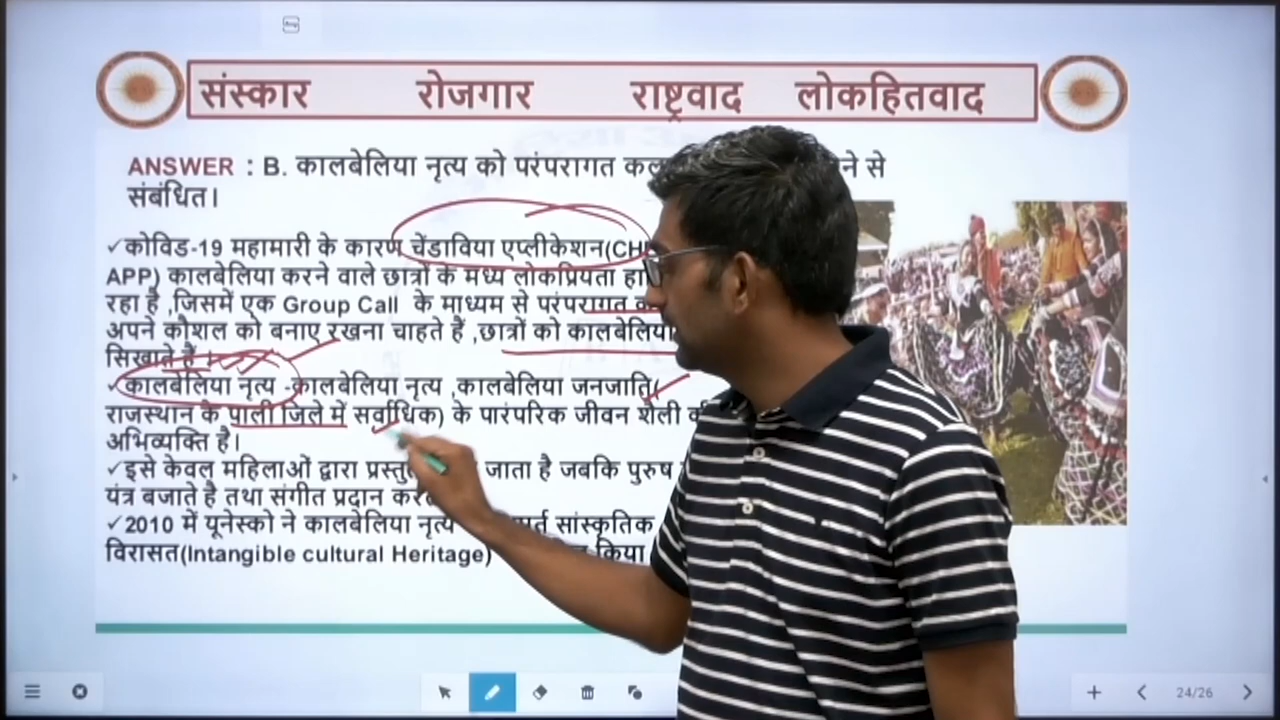 संस्कार रोजगार राष्ट्रवाद लोकहितवाद
ANSWER : B. कालबेलिया नृत्य को परंपरागत ने से
संबंधित।
✓कोविड-19 महामारी के कारण चेंडाविया एप्लीकेशन(CH
APP) कालबेलिया करने वाले छात्रों के मध्य लोकप्रियता
रहा है ,जिसमें एक Group Call के माध्यम से परंपरागत
अपने कौशल को बनाए रखना चाहते हैं ,छात्रों को कालबेलिया
सिखाते हैं ।
✓कालबेलिया नृत्य -कालबेलिया नृत्य ,कालबेलिया जनजाति(
राजस्थान के पाली जिले में सर्वाधिक) के पारंपरिक जीवन शैली
अभिव्यक्ति है।
✓इसे केवल महिलाओं द्वारा जाता है जबकि पुरुष
यंत्र बजाते है तथा संगीत प्रदान
✓2010 में यूनेस्को ने कालबेलिया नृत्य सांस्कृतिक
विरासत(Intangible cultural Heritage) किया
24/26